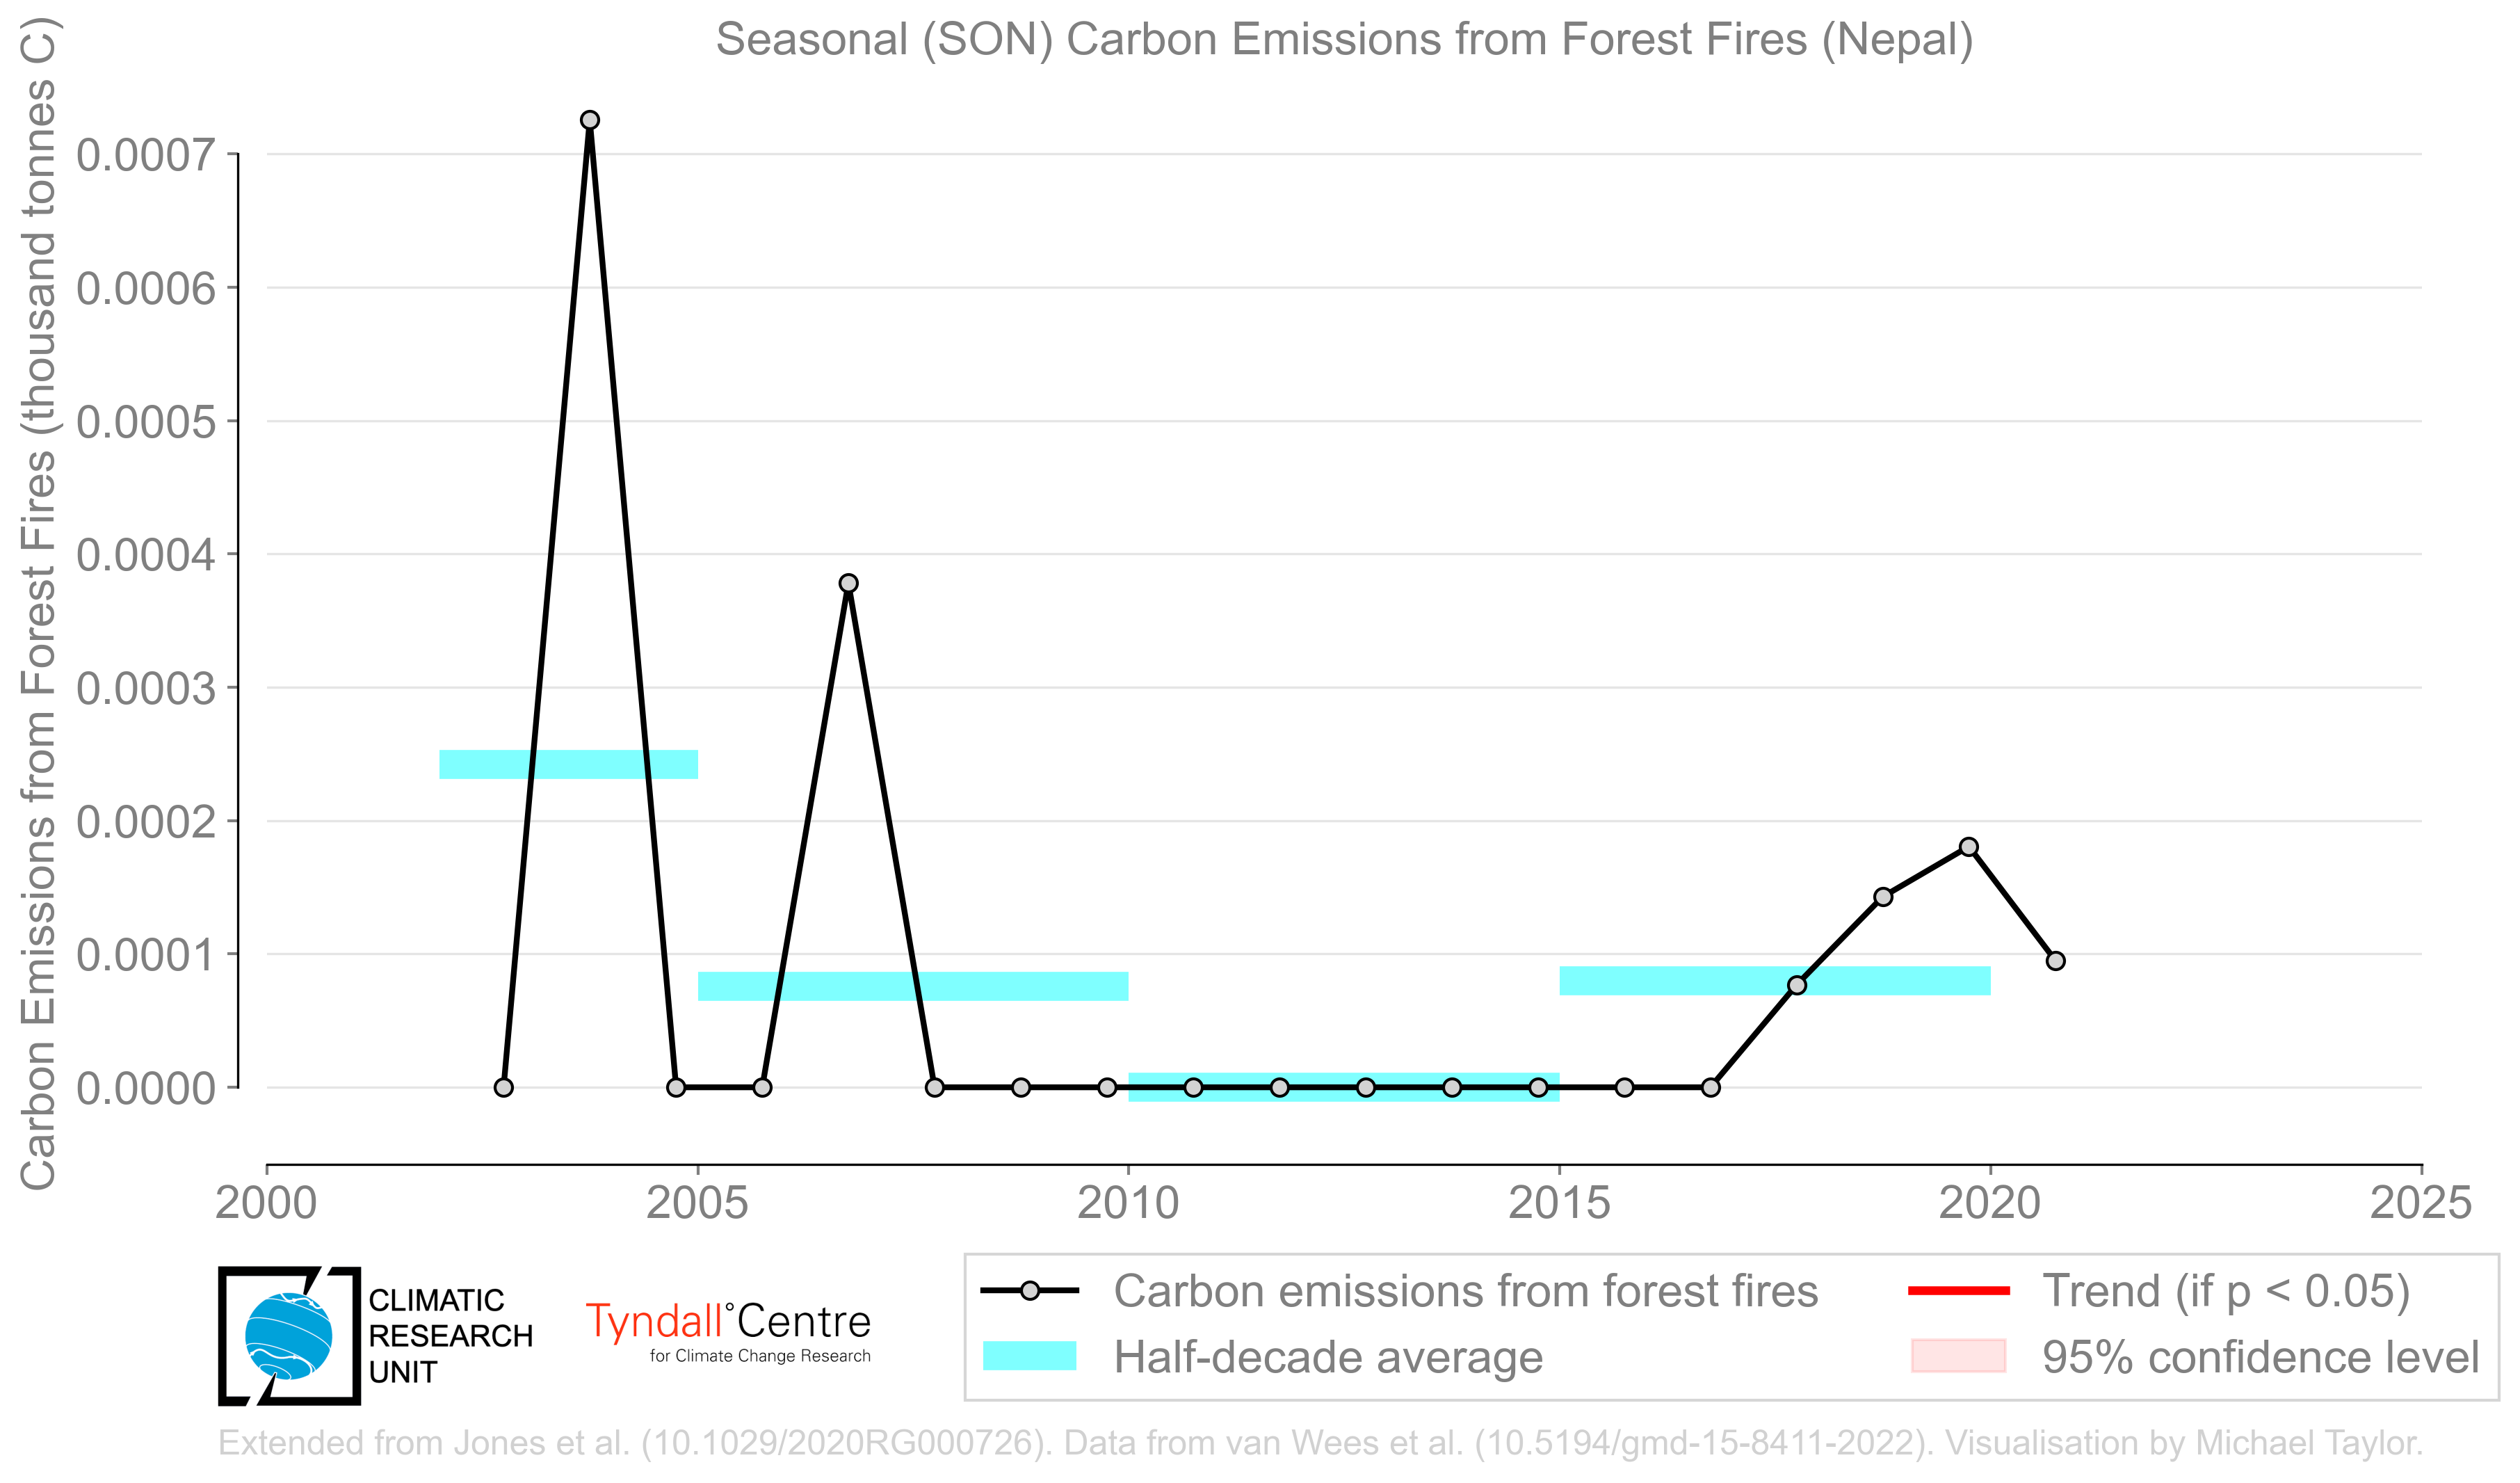 Seasonal (SON) Carbon Emissions from Forest Fires (Nepal)
Carbon Emissions from Forest Fires (thousand tonnes C)
0.0007
0.0006
0.0005
0.0004
0.0003
0.0002
0.0001
0.0000
2000 2005 2010 2015 2020 2025
CLIMATIC
RESEARCH
UNIT
Tyndall°Centre
for Climate Change Research
Carbon emissions from forest fires
Half-decade average
Trend (if p < 0.05)
95% confidence level
Extended from Jones et al. (10.1029/2020RG000726). Data from van Wees et al. (10.5194/gmd-15-8411-2022). Visualisation by Michael Taylor.